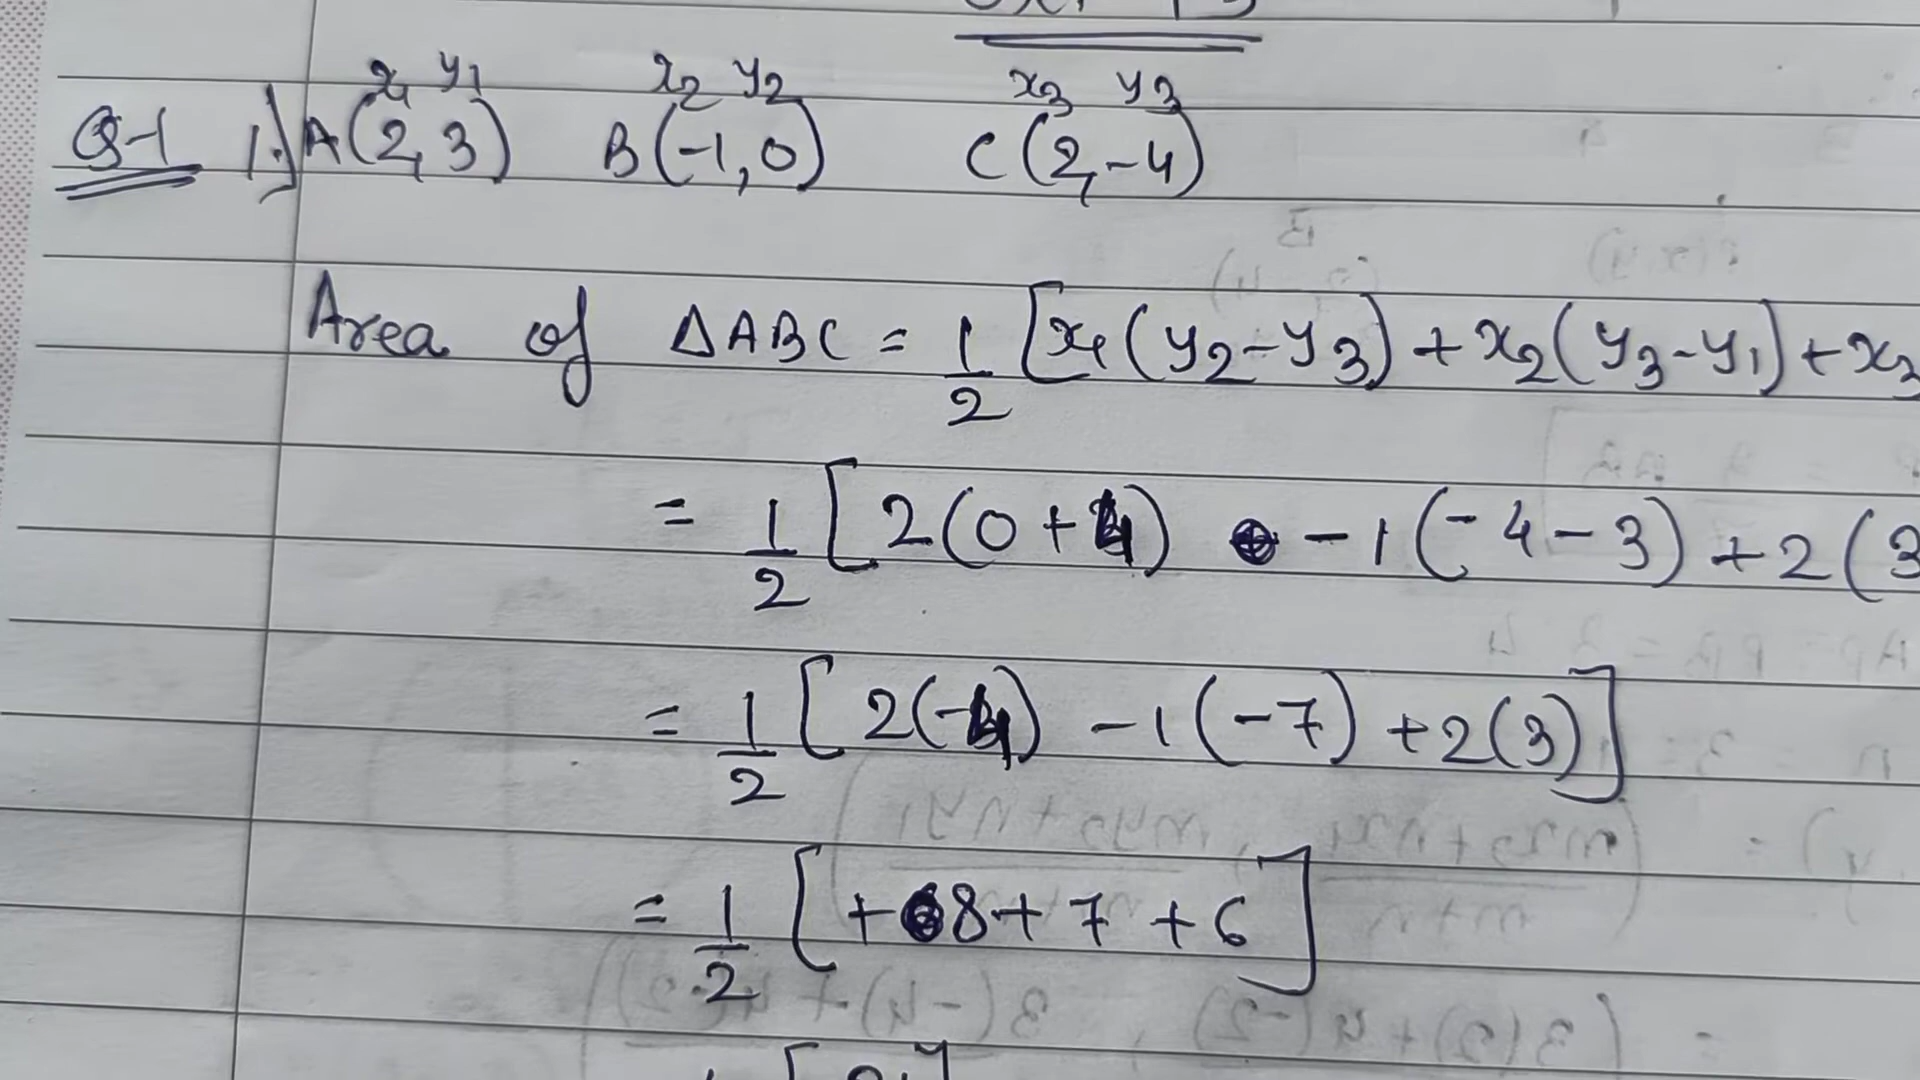 x₁ y₁ x₂ y₂ x₃ y₃
Q-1 1.) A(2,3) B(-1,0) C(2,-4)
Area of ΔABC = 1/2 [x₁(y₂-y₃)+x₂(y₃-y₁)+x₃
= 1/2 [2(0+4) -1(-4-3)+2(3
= 1/2 [2(-4) -1(-7)+2(3)]
= 1/2 [+8+7+6]